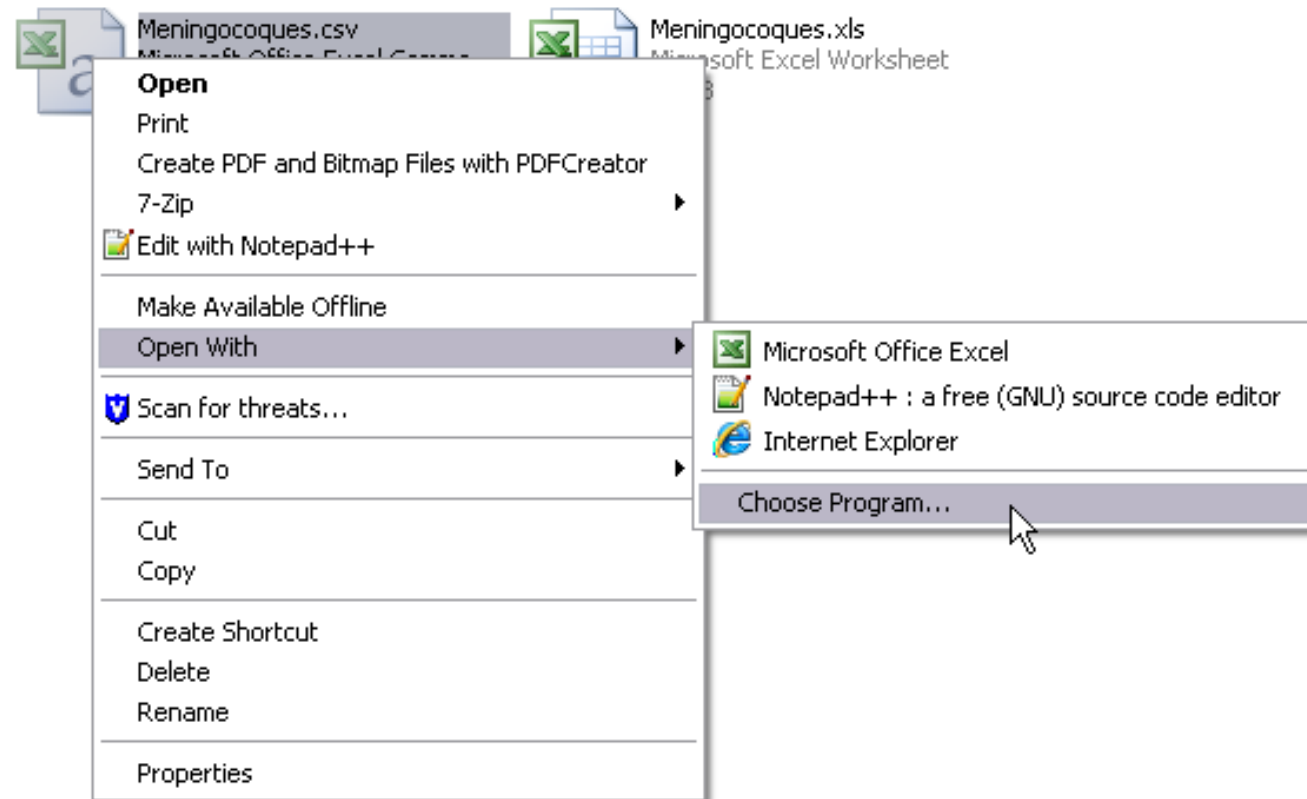 Meningocoques.csv
Meningocoques.xls
Microsoft Excel Worksheet
Open
Print
Create PDF and Bitmap Files with PDFCreator
7-Zip
Edit with Notepad++
Make Available Offline
Open With
Scan for threats...
Send To
Cut
Copy
Create Shortcut
Delete
Rename
Properties
Microsoft Office Excel
Notepad++ : a free (GNU) source code editor
Internet Explorer
Choose Program...